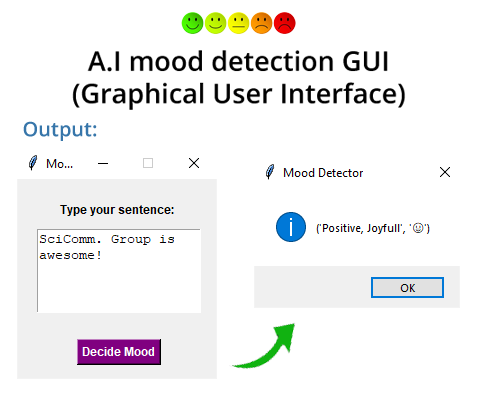 A.I mood detection GUI
(Graphical User Interface)
Output:
Mo...
Type your sentence:
SciComm. Group is
awesome!
Decide Mood
Mood Detector
('Positive, Joyfull', '☺')
OK